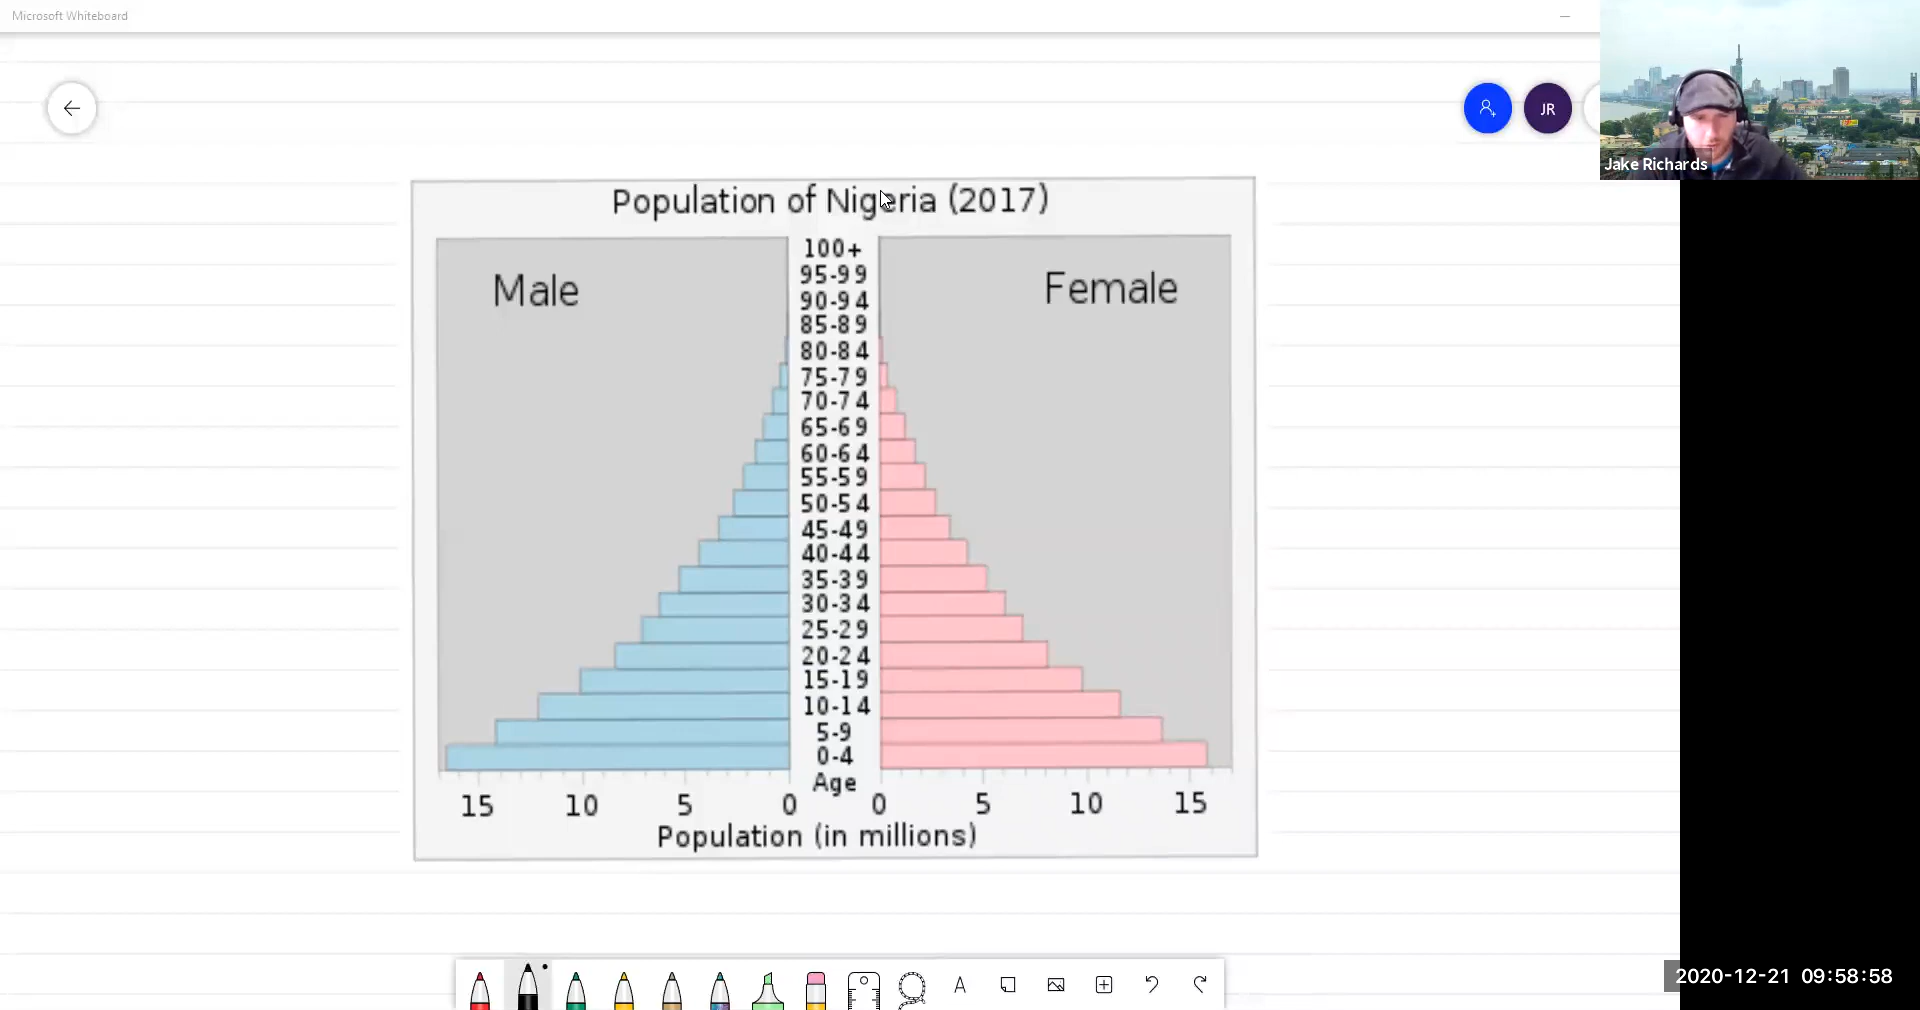 Microsoft Whiteboard
JR
Jake Richards
Population of Nigeria (2017)
Male
Female
100+
95-99
90-94
85-89
80-84
75-79
70-74
65-69
60-64
55-59
50-54
45-49
40-44
35-39
30-34
25-29
20-24
15-19
10-14
5-9
0-4
Age
15 10 5 0 0 5 10 15
Population (in millions)
A
2020-12-21 09:58:58